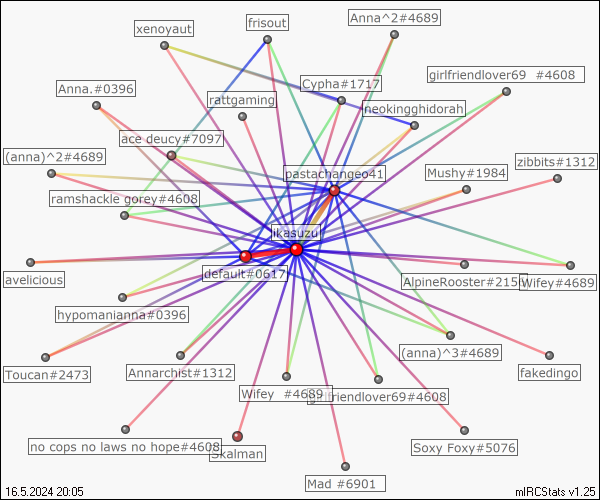 Anna^2#4689
frisout
xenoyaut
girlfriendlover69 #4608
Cypha#1717
Anna.#0396
rattgaming
neokingghidorah
ace deucy#7097
(anna)^2#4689
zibbits#1312
pastachangeo41
Mushy#1984
ramshackle gorey#4608
ikasuzu
default#0617
avelicious
AlpineRooster#215
Wifey#4689
hypomanianna#0396
(anna)^3#4689
fakedingo
Toucan#2473
Annarchist#1312
Wifey #4689
girlfriendlover69#4608
no cops no laws no hope#4608
Skalman
Soxy Foxy#5076
Mad #6901
16.5.2024 20:05
mIRCStats v1.25